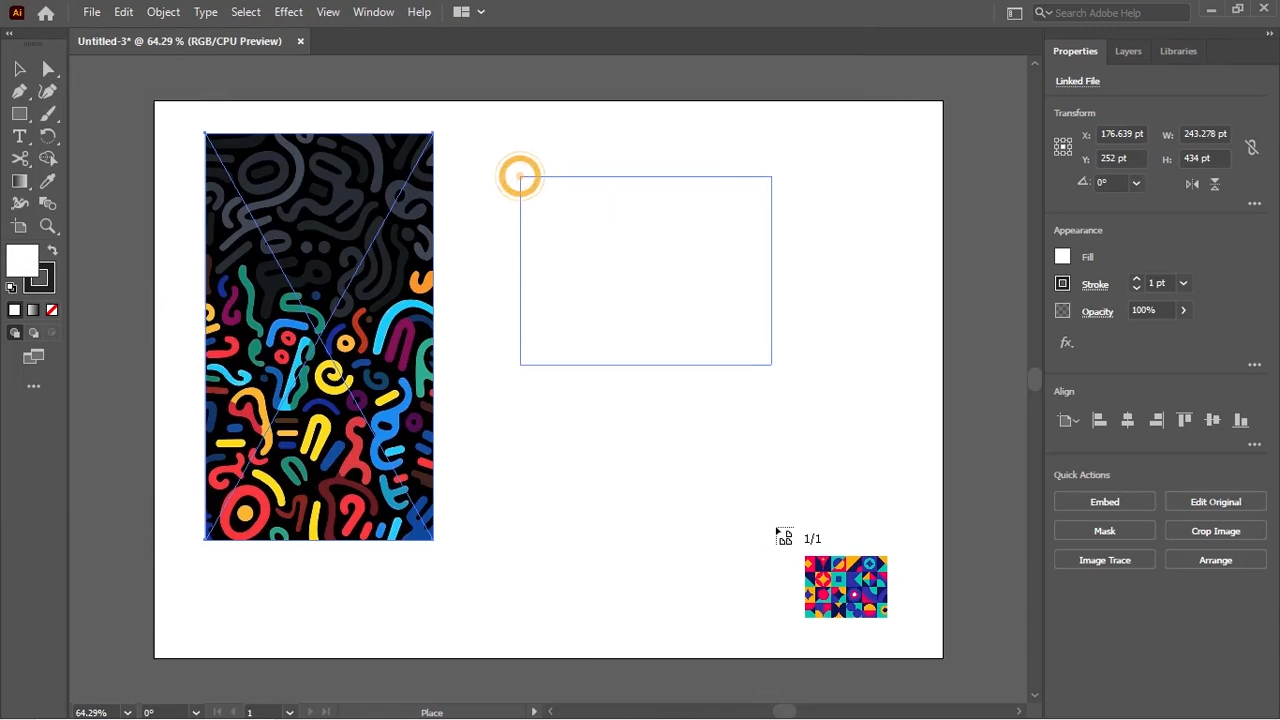 Ai File Edit Object Type Select Effect View Window Help Search Adobe Help
Untitled-3* @ 64.29 % (RGB/CPU Preview) ×
Properties Layers Libraries
Linked File
Transform
X: 176.639 pt W: 243.278 pt
Y: 252 pt H: 434 pt
0°
Appearance
Fill
Stroke 1 pt
Opacity 100%
fx.
Align
Quick Actions
Embed Edit Original
Mask Crop Image
Image Trace Arrange
1/1
64.29% 0° 1 Place